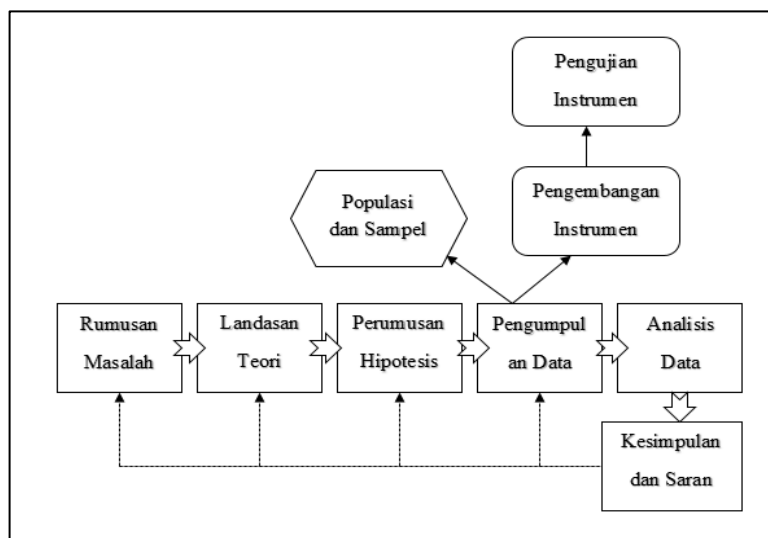 Pengujian
Instrumen
Populasi
dan Sampel
Pengembangan
Instrumen
Rumusan
Masalah
Landasan
Teori
Perumusan
Hipotesis
Pengumpul
an Data
Analisis
Data
Kesimpulan
dan Saran